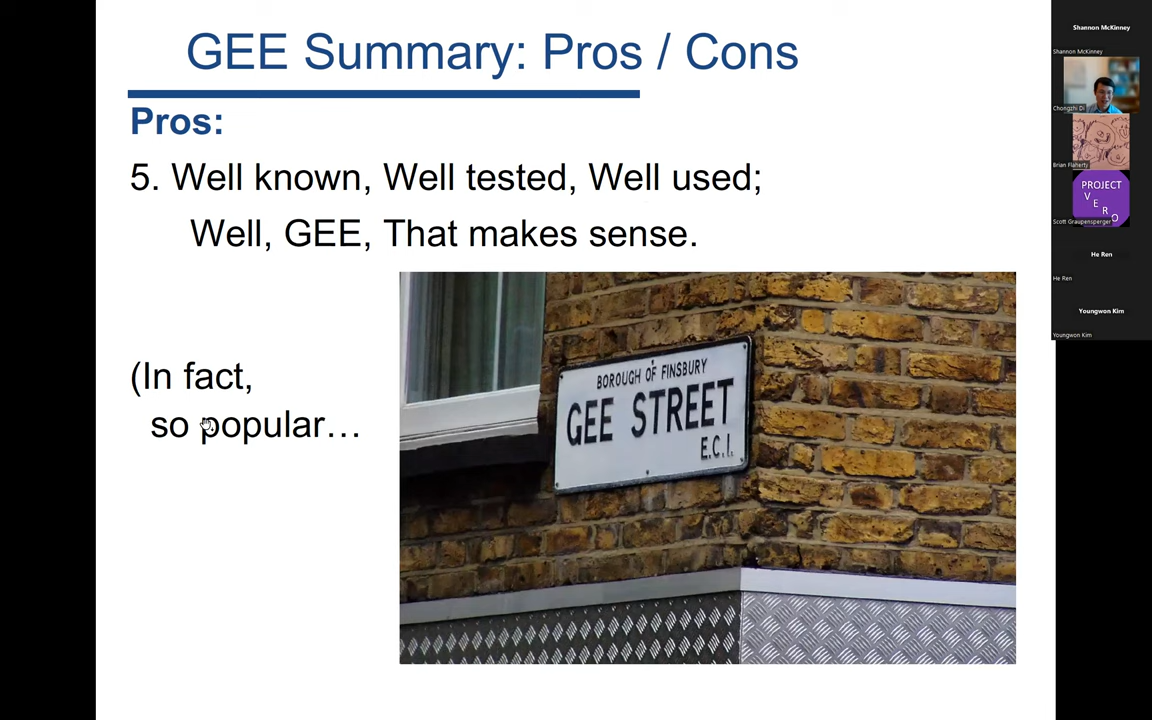 GEE Summary: Pros / Cons
Pros:
5. Well known, Well tested, Well used;
Well, GEE, That makes sense.
(In fact,
so popular…
BOROUGH OF FINSBURY
GEE STREET
E.C.I.
Shannon McKinney
Shannon McKinney
Chongzhi Di
Brian Flaherty
PROJECT
V
E
R
O
Scott Graupensperger
He Ren
He Ren
Youngwon Kim
Youngwon Kim